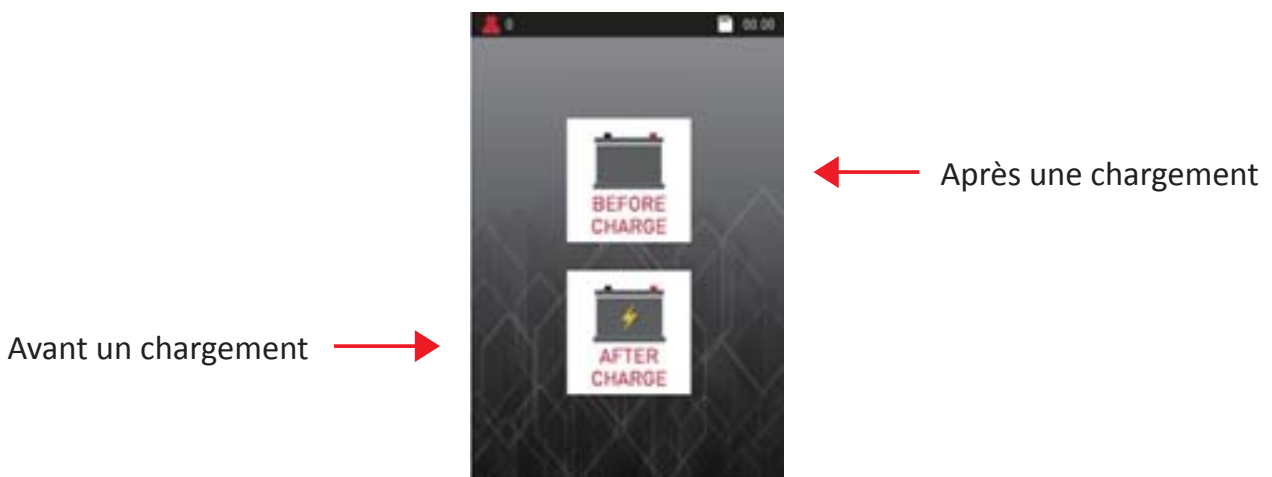 0
00:00
BEFORE
CHARGE
Après une chargement
Avant un chargement
AFTER
CHARGE